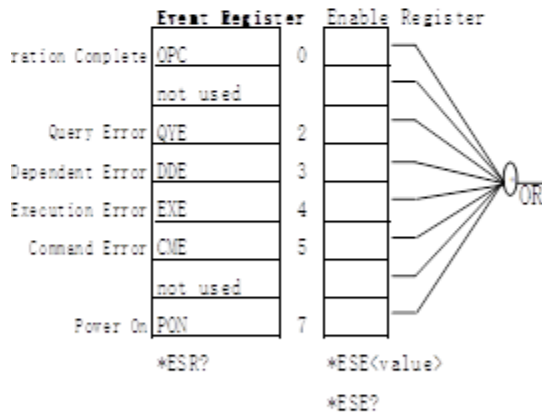 Event Register Enable Register
ration Complete OPC 0
not used
Query Error QYE 2
Dependent Error DDE 3
Execution Error EXE 4
Command Error CME 5
not used
Power On PON 7
OR
*ESR? *ESE<value>
*ESE?